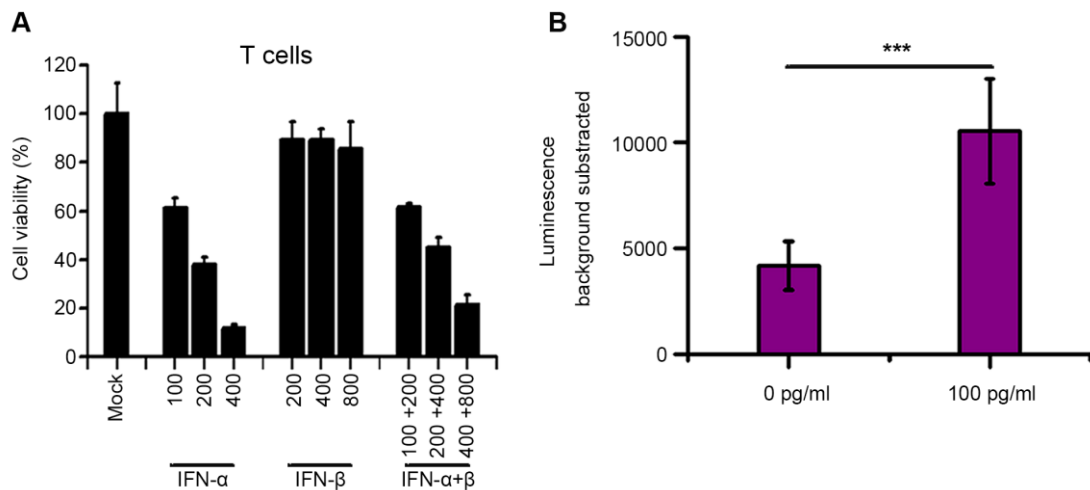 A
T cells
Cell viability (%)
120
100
80
60
40
20
0
Mock
100
200
400
200
400
800
100 +200
200 +400
400 +800
IFN-α
IFN-β
IFN-α+β
B
***
Luminescence
background substracted
15000
10000
5000
0
0 pg/ml
100 pg/ml